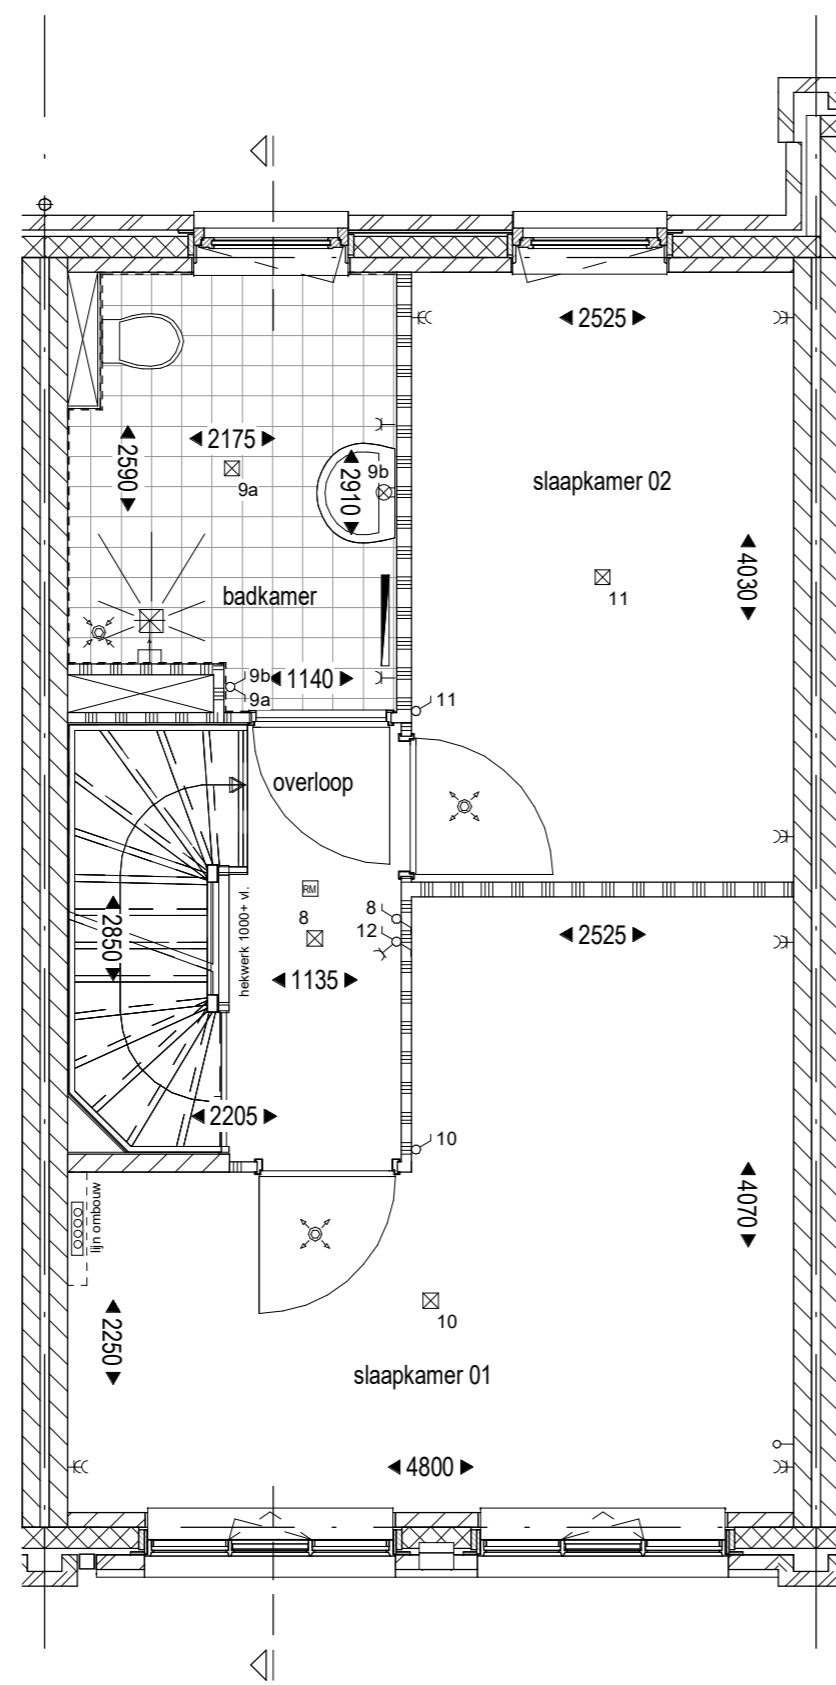 2525
2175
2590
9a
2910
9b
slaapkamer 02
4030
11
badkamer
9b
9a
1140
11
overloop
RM
8
hekwerk 1000+ vl.
2850
8
12
2525
1135
2205
10
lijn ombouw
4070
10
2250
slaapkamer 01
4800